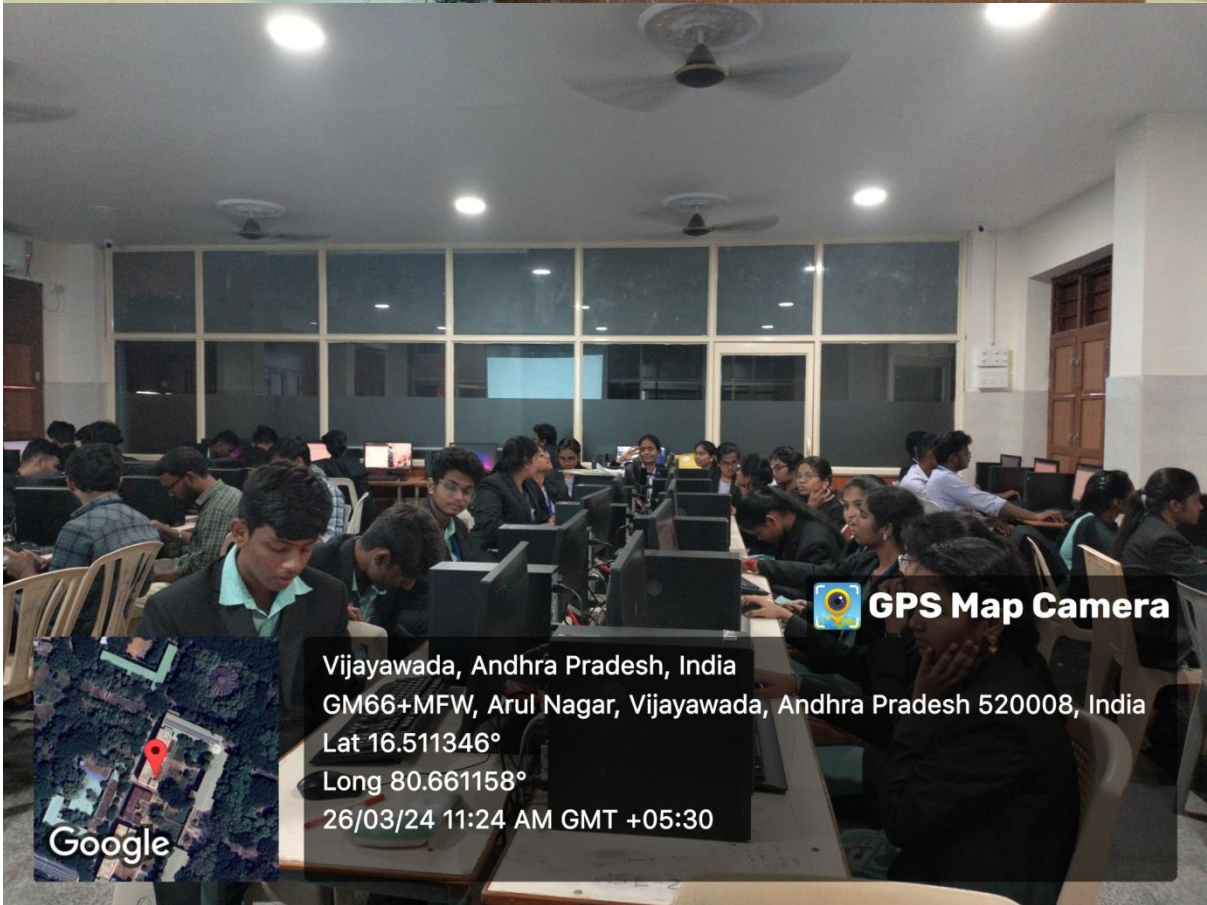 GPS Map Camera
Vijayawada, Andhra Pradesh, India
GM66+MFW, Arul Nagar, Vijayawada, Andhra Pradesh 520008, India
Lat 16.511346°
Long 80.661158°
26/03/24 11:24 AM GMT +05:30
Google